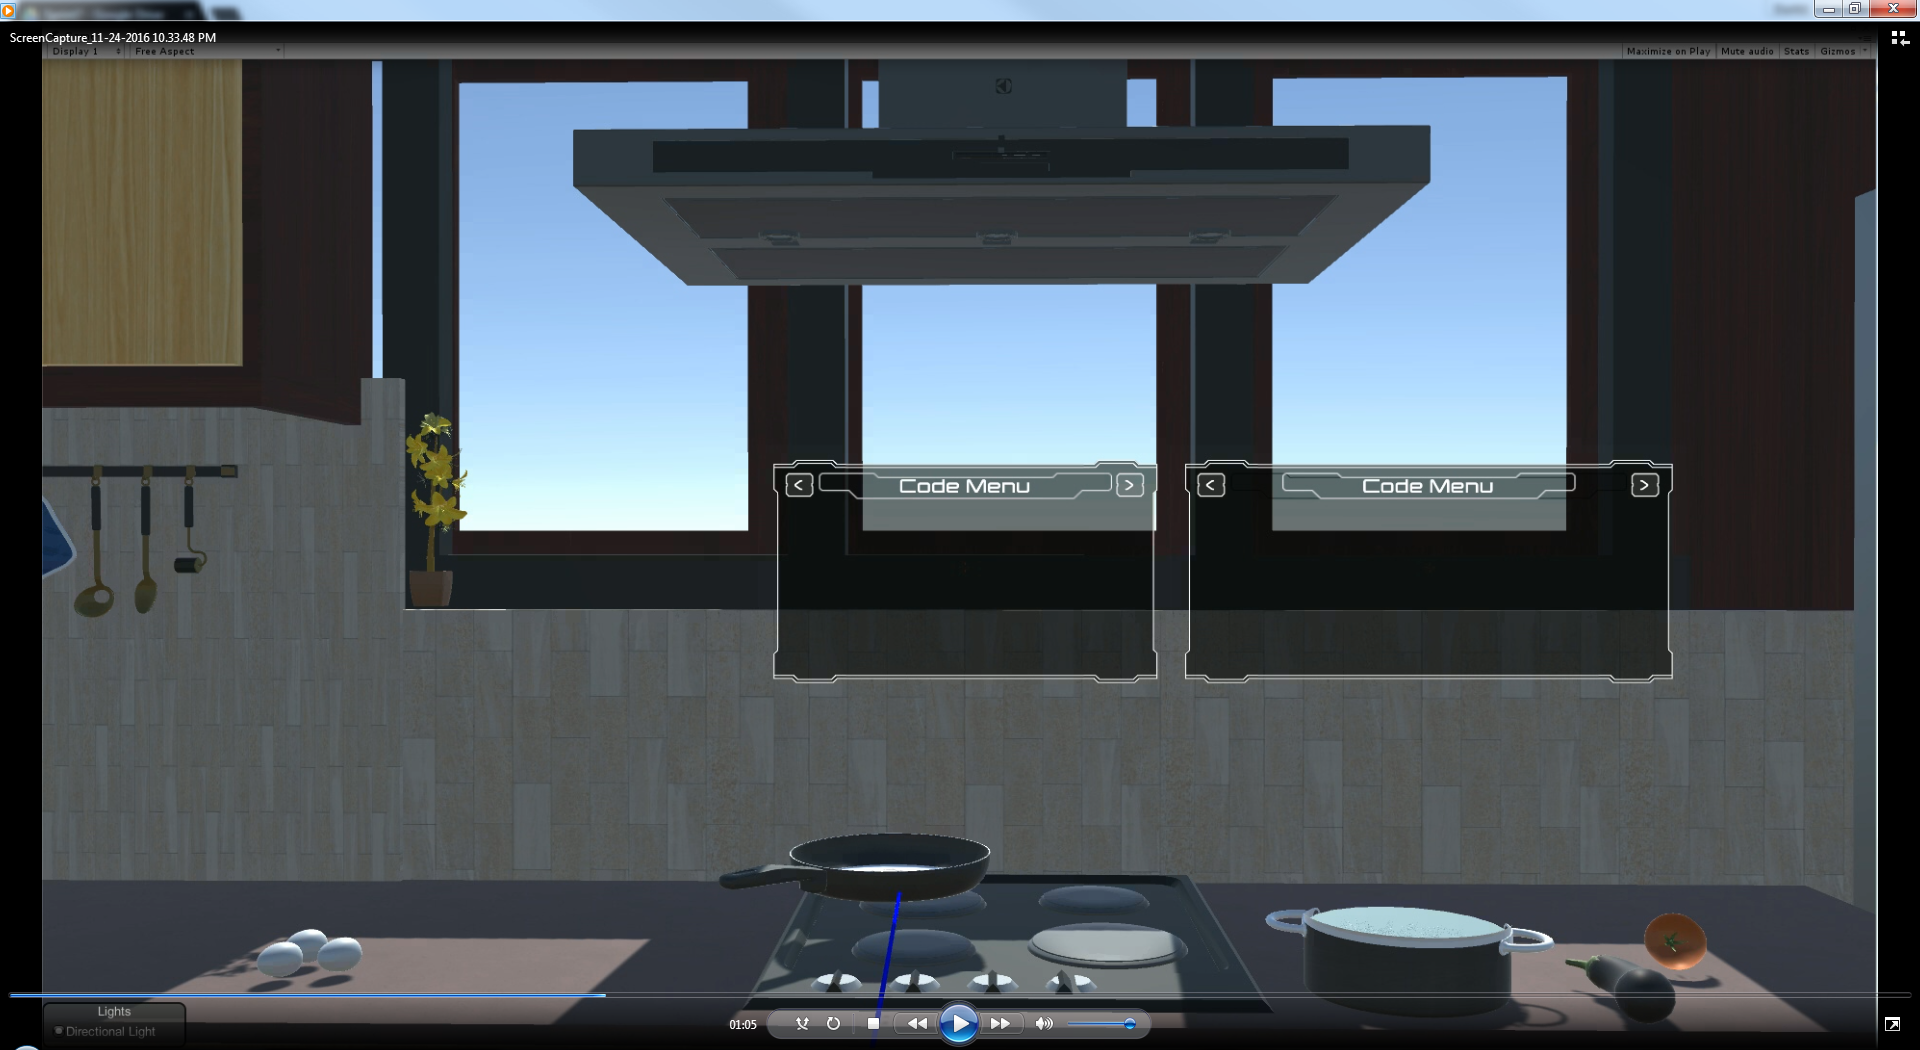 ScreenCapture_11-24-2016 10.33.48 PM
Display 1 Free Aspect Maximize on Play Mute audio Stats Gizmos
< Code Menu > < Code Menu >
Lights
Directional Light
01:05